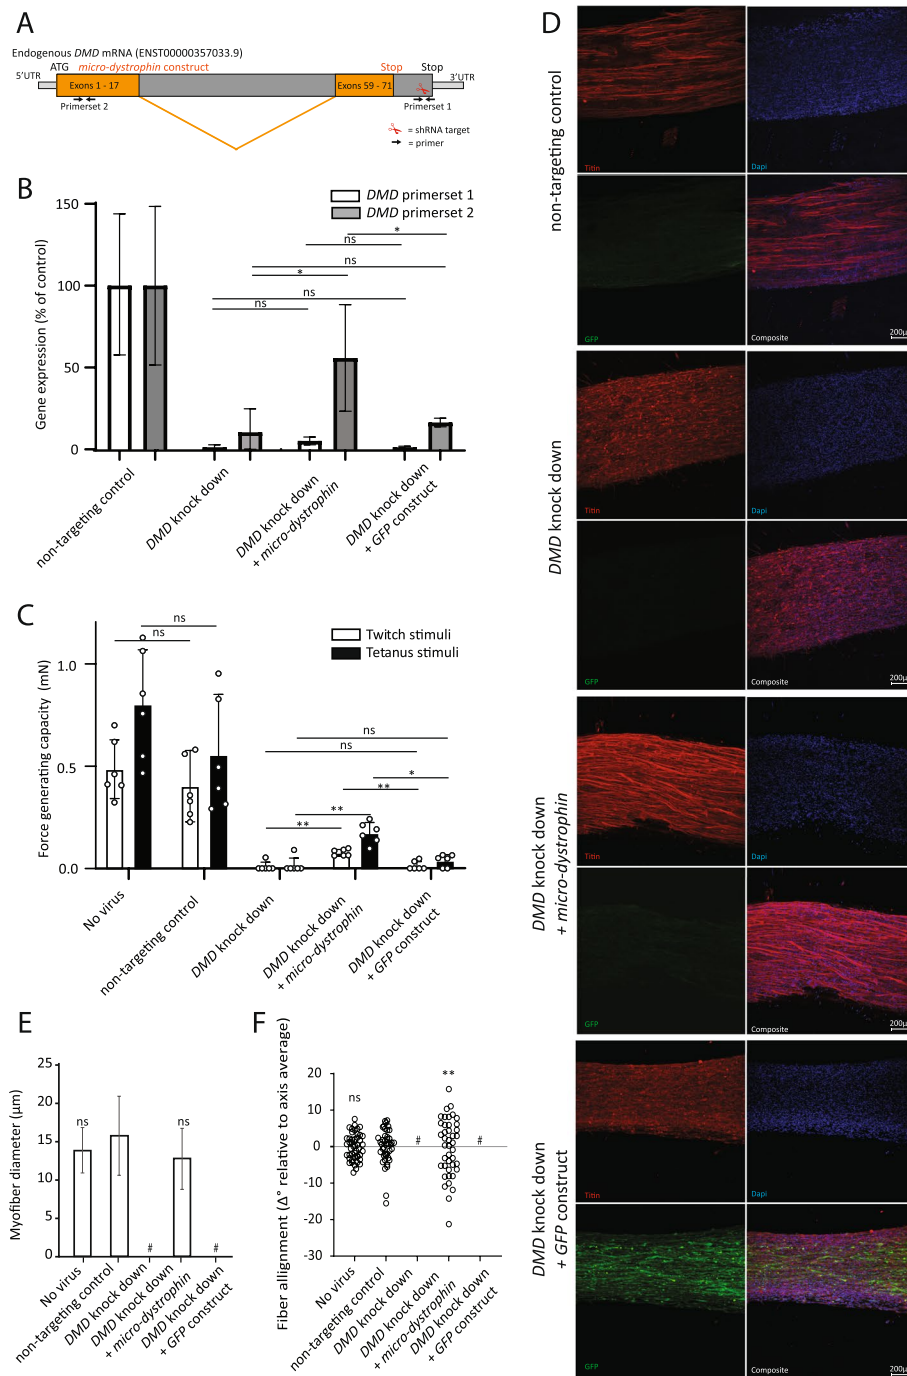 A
Endogenous DMD mRNA (ENST00000357033.9)
ATG micro-dystrophin construct Stop Stop
5'UTR Exons 1 - 17 Exons 59 - 71 3'UTR
Primerset 2 Primerset 1
= shRNA target
= primer
B
DMD primerset 1
DMD primerset 2
Gene expression (% of control)
150
100
50
0
*
ns
ns
*
ns
ns
non-targeting control
DMD knock down
DMD knock down
+ micro-dystrophin
DMD knock down
+ GFP construct
C
Twitch stimuli
Tetanus stimuli
Force generating capacity (mN)
1.0
0.5
0.0
ns
ns
ns
ns
*
**
**
**
No virus
non-targeting control
DMD knock down
DMD knock down
+ micro-dystrophin
DMD knock down
+ GFP construct
D
non-targeting control
Titin
Dapi
GFP
Composite
200µ
DMD knock down
Titin
Dapi
GFP
Composite
200µ
DMD knock down
+ micro-dystrophin
Titin
Dapi
GFP
Composite
200µ
DMD knock down
+ GFP construct
Titin
Dapi
GFP
Composite
200µ
E
Myofiber diameter (µm)
25
20
15
10
5
0
ns
ns
#
#
No virus
non-targeting control
DMD knock down
DMD knock down
+ micro-dystrophin
DMD knock down
+ GFP construct
F
Fiber allignment (Δ° relative to axis average)
20
10
0
-10
-20
-30
ns
**
#
#
No virus
non-targeting control
DMD knock down
DMD knock down
+ micro-dystrophin
DMD knock down
+ GFP construct